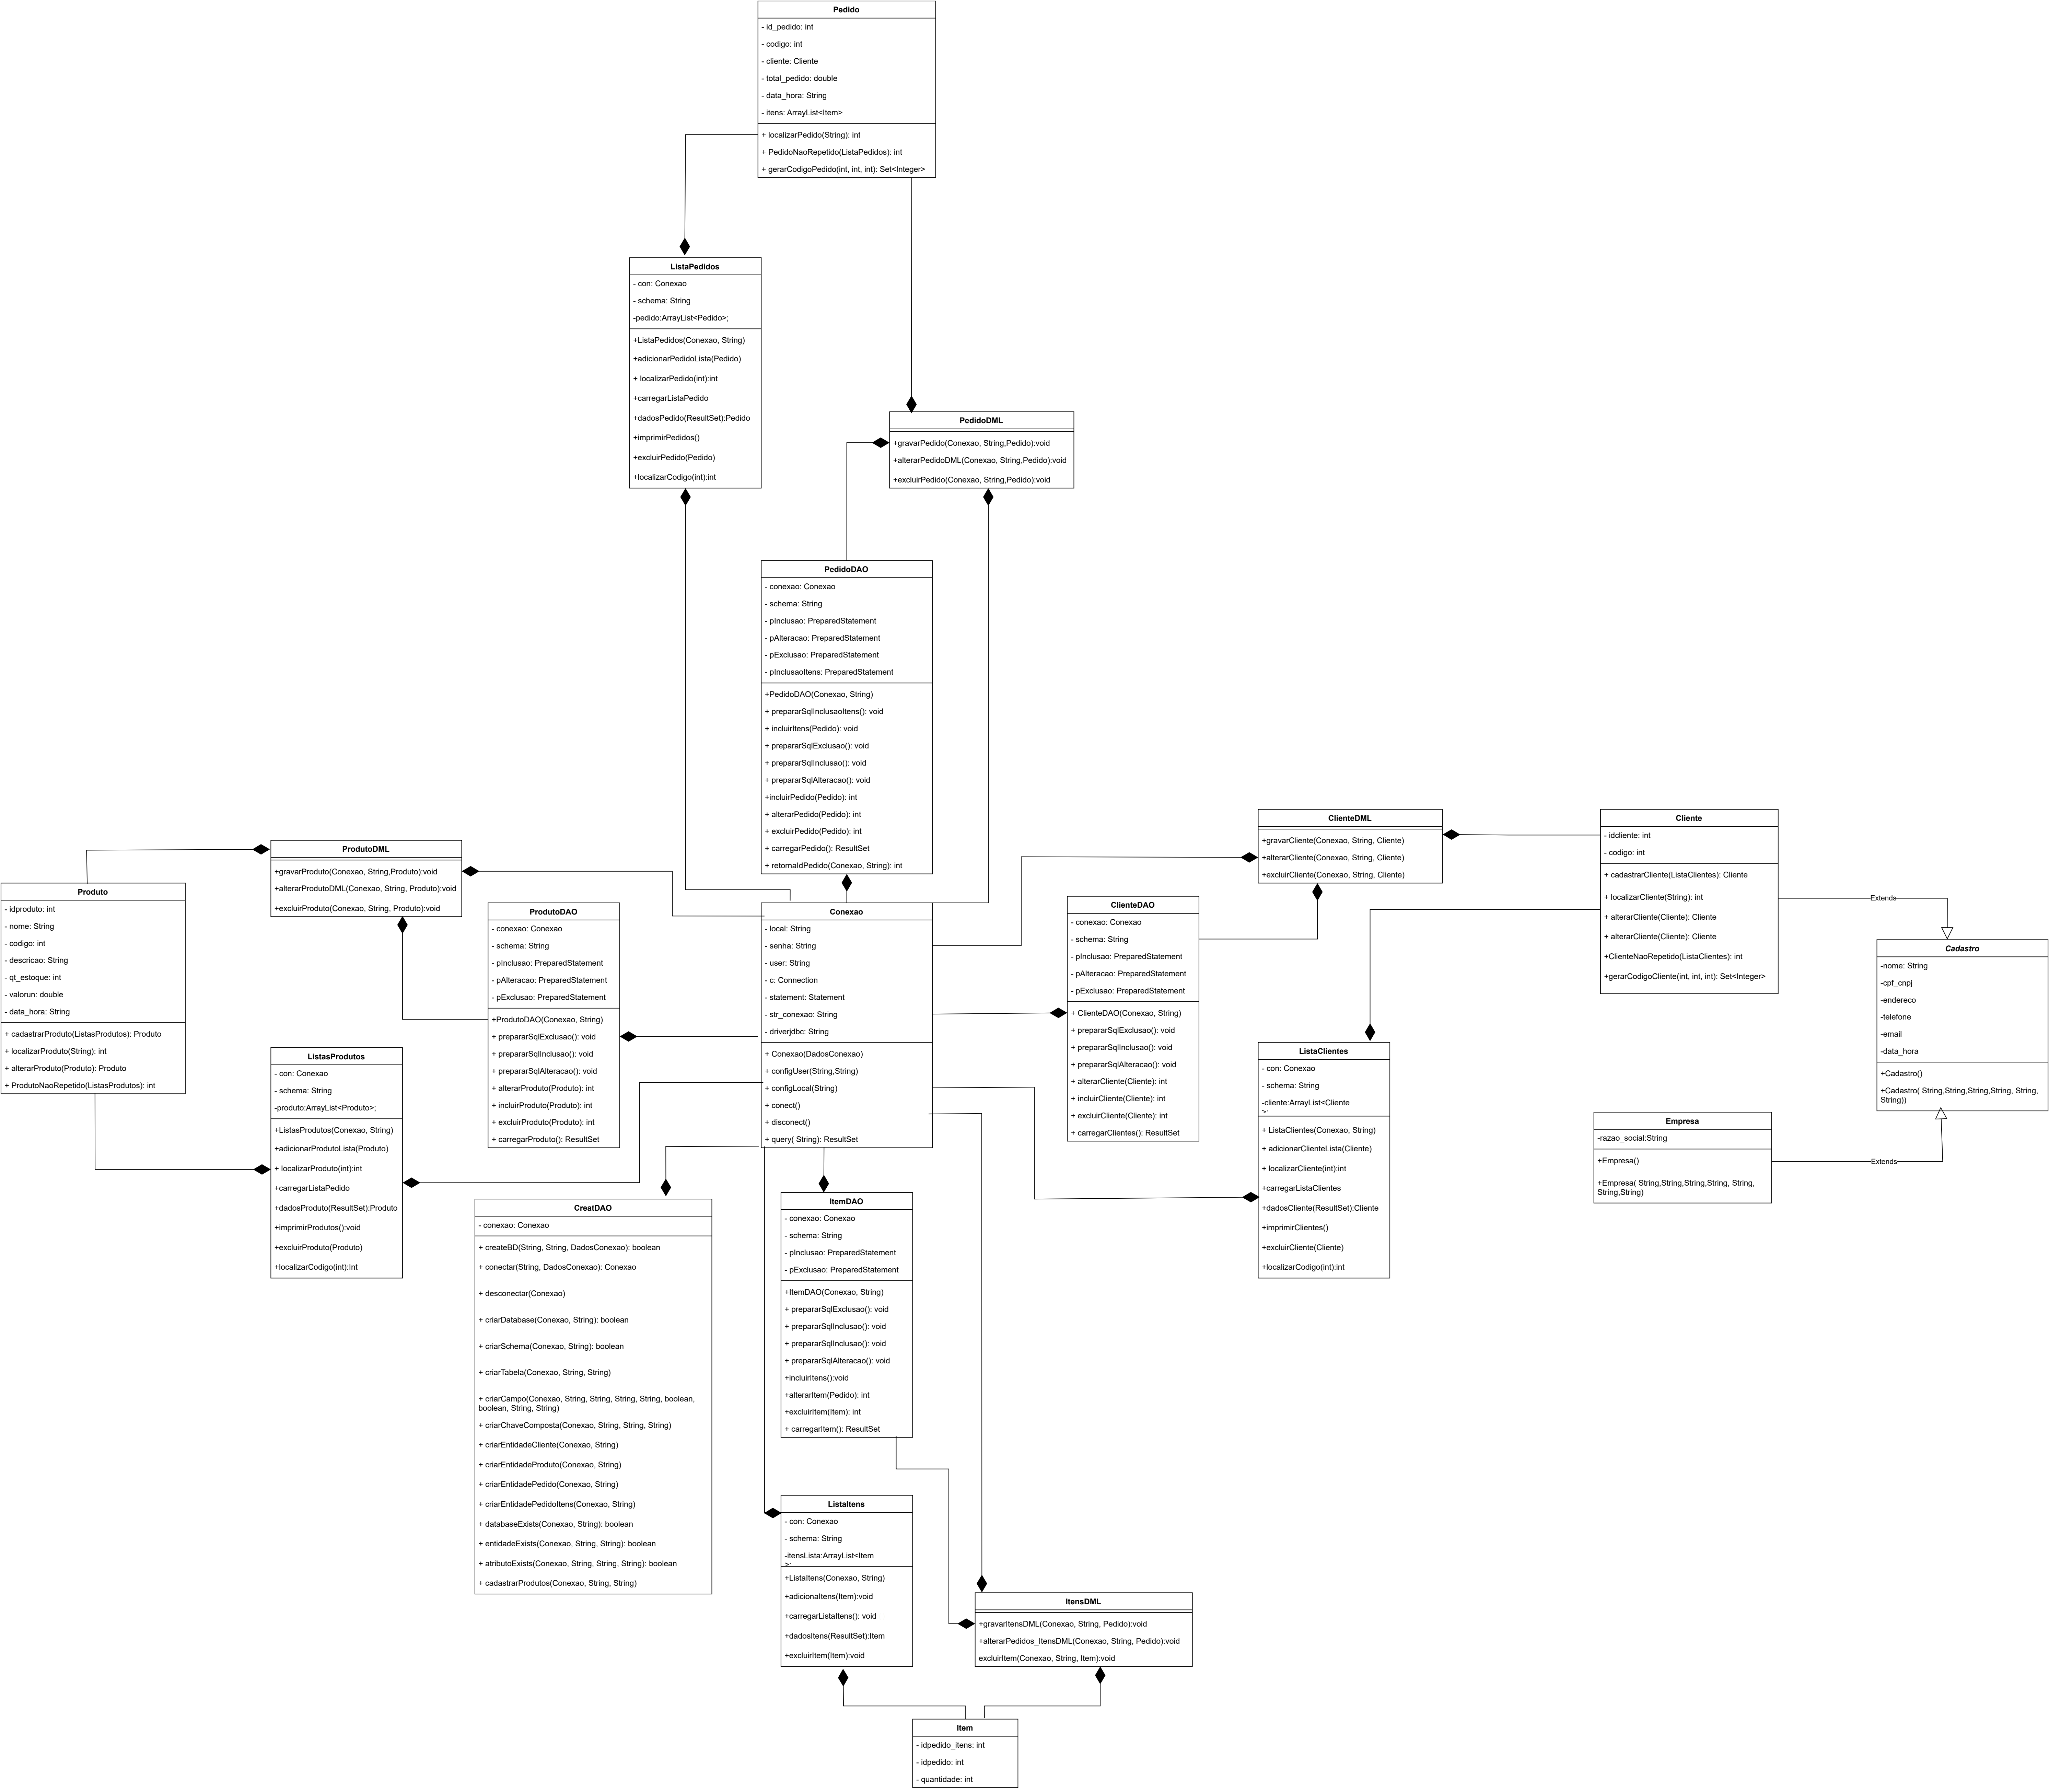 Pedido
- id_pedido: int
- codigo: int
- cliente: Cliente
- total_pedido: double
- data_hora: String
- itens: ArrayList<Item>
+ localizarPedido(String): int
+ PedidoNaoRepetido(ListaPedidos): int
+ gerarCodigoPedido(int, int, int): Set<Integer>
ListaPedidos
- con: Conexao
- schema: String
-pedido:ArrayList<Pedido>;
+ListaPedidos(Conexao, String)
+adicionarPedidoLista(Pedido)
+ localizarPedido(int):int
+carregarListaPedido
+dadosPedido(ResultSet):Pedido
+imprimirPedidos()
+excluirPedido(Pedido)
+localizarCodigo(int):int
PedidoDML
+gravarPedido(Conexao, String,Pedido):void
+alterarPedidoDML(Conexao, String,Pedido):void
+excluirPedido(Conexao, String,Pedido):void
PedidoDAO
- conexao: Conexao
- schema: String
- pInclusao: PreparedStatement
- pAlteracao: PreparedStatement
- pExclusao: PreparedStatement
- pInclusaoItens: PreparedStatement
+PedidoDAO(Conexao, String)
+ prepararSqlInclusaoItens(): void
+ incluirItens(Pedido): void
+ prepararSqlExclusao(): void
+ prepararSqlInclusao(): void
+ prepararSqlAlteracao(): void
+incluirPedido(Pedido): int
+ alterarPedido(Pedido): int
+ excluirPedido(Pedido): int
+ carregarPedido(): ResultSet
+ retornaIdPedido(Conexao, String): int
Produto
- idproduto: int
- nome: String
- codigo: int
- descricao: String
- qt_estoque: int
- valorun: double
- data_hora: String
+ cadastrarProduto(ListasProdutos): Produto
+ localizarProduto(String): int
+ alterarProduto(Produto): Produto
+ ProdutoNaoRepetido(ListasProdutos): int
ProdutoDML
+gravarProduto(Conexao, String,Produto):void
+alterarProdutoDML(Conexao, String, Produto):void
+excluirProduto(Conexao, String, Produto):void
ListasProdutos
- con: Conexao
- schema: String
-produto:ArrayList<Produto>;
+ListasProdutos(Conexao, String)
+adicionarProdutoLista(Produto)
+ localizarProduto(int):int
+carregarListaPedido
+dadosProduto(ResultSet):Produto
+imprimirProdutos():void
+excluirProduto(Produto)
+localizarCodigo(int):Int
ProdutoDAO
- conexao: Conexao
- schema: String
- pInclusao: PreparedStatement
- pAlteracao: PreparedStatement
- pExclusao: PreparedStatement
+ProdutoDAO(Conexao, String)
+ prepararSqlExclusao(): void
+ prepararSqlInclusao(): void
+ prepararSqlAlteracao(): void
+ alterarProduto(Produto): int
+ incluirProduto(Produto): int
+ excluirProduto(Produto): int
+ carregarProduto(): ResultSet
Conexao
- local: String
- senha: String
- user: String
- c: Connection
- statement: Statement
- str_conexao: String
- driverjdbc: String
+ Conexao(DadosConexao)
+ configUser(String,String)
+ configLocal(String)
+ conect()
+ disconect()
+ query( String): ResultSet
ClienteDAO
- conexao: Conexao
- schema: String
- pInclusao: PreparedStatement
- pAlteracao: PreparedStatement
- pExclusao: PreparedStatement
+ ClienteDAO(Conexao, String)
+ prepararSqlExclusao(): void
+ prepararSqlInclusao(): void
+ prepararSqlAlteracao(): void
+ alterarCliente(Cliente): int
+ incluirCliente(Cliente): int
+ excluirCliente(Cliente): int
+ carregarClientes(): ResultSet
ClienteDML
+gravarCliente(Conexao, String, Cliente)
+alterarCliente(Conexao, String, Cliente)
+excluirCliente(Conexao, String, Cliente)
Cliente
- idcliente: int
- codigo: int
+ cadastrarCliente(ListaClientes): Cliente
+ localizarCliente(String): int
+ alterarCliente(Cliente): Cliente
+ alterarCliente(Cliente): Cliente
+ClienteNaoRepetido(ListaClientes): int
+gerarCodigoCliente(int, int, int): Set<Integer>
Extends
Cadastro
-nome: String
-cpf_cnpj
-endereco
-telefone
-email
-data_hora
+Cadastro()
+Cadastro( String,String,String,String, String,
String))
ListaClientes
- con: Conexao
- schema: String
-cliente:ArrayList<Cliente
+ ListaClientes(Conexao, String)
+ adicionarClienteLista(Cliente)
+ localizarCliente(int):int
+carregarListaClientes
+dadosCliente(ResultSet):Cliente
+imprimirClientes()
+excluirCliente(Cliente)
+localizarCodigo(int):int
Empresa
-razao_social:String
+Empresa()
+Empresa( String,String,String,String, String,
String,String)
Extends
CreatDAO
- conexao: Conexao
+ createBD(String, String, DadosConexao): boolean
+ conectar(String, DadosConexao): Conexao
+ desconectar(Conexao)
+ criarDatabase(Conexao, String): boolean
+ criarSchema(Conexao, String): boolean
+ criarTabela(Conexao, String, String)
+ criarCampo(Conexao, String, String, String, String, boolean,
boolean, String, String)
+ criarChaveComposta(Conexao, String, String, String)
+ criarEntidadeCliente(Conexao, String)
+ criarEntidadeProduto(Conexao, String)
+ criarEntidadePedido(Conexao, String)
+ criarEntidadePedidoItens(Conexao, String)
+ databaseExists(Conexao, String): boolean
+ entidadeExists(Conexao, String, String): boolean
+ atributoExists(Conexao, String, String, String): boolean
+ cadastrarProdutos(Conexao, String, String)
ItemDAO
- conexao: Conexao
- schema: String
- pInclusao: PreparedStatement
- pExclusao: PreparedStatement
+ItemDAO(Conexao, String)
+ prepararSqlExclusao(): void
+ prepararSqlInclusao(): void
+ prepararSqlInclusao(): void
+ prepararSqlAlteracao(): void
+incluirItens():void
+alterarItem(Pedido): int
+excluirItem(Item): int
+ carregarItem(): ResultSet
ListaItens
- con: Conexao
- schema: String
-itensLista:ArrayList<Item
>;
+ListaItens(Conexao, String)
+adicionaItens(Item):void
+carregarListaItens(): void
+dadosItens(ResultSet):Item
+excluirItem(Item):void
ItensDML
+gravarItensDML(Conexao, String, Pedido):void
+alterarPedidos_ItensDML(Conexao, String, Pedido):void
excluirItem(Conexao, String, Item):void
Item
- idpedido_itens: int
- idpedido: int
- quantidade: int